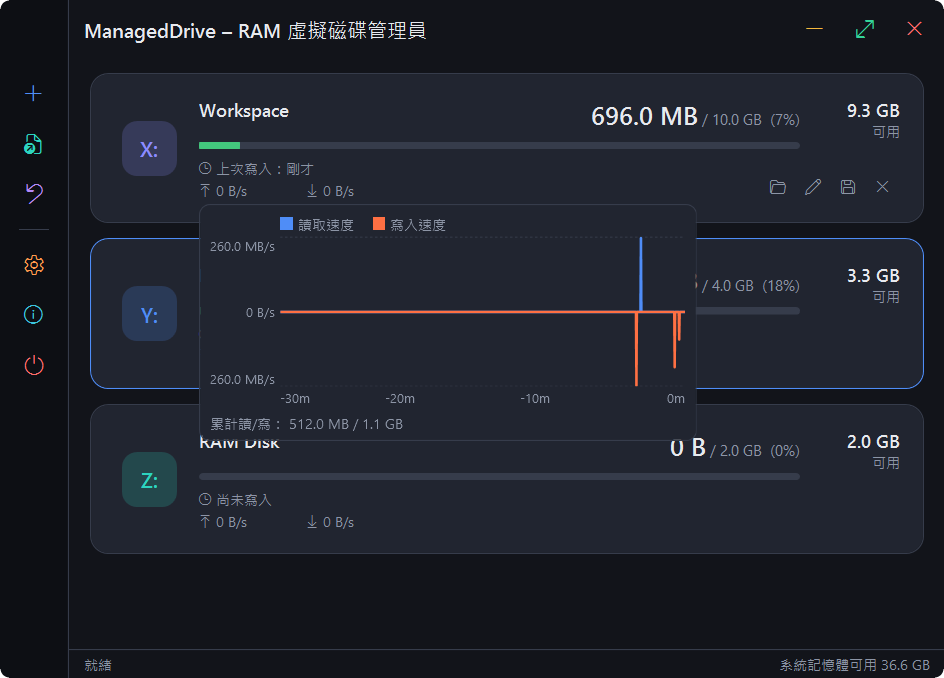 ManagedDrive – RAM 虛擬磁碟管理員
X:
Workspace
696.0 MB / 10.0 GB (7%)
9.3 GB
可用
上次寫入：剛才
0 B/s 0 B/s
讀取速度 寫入速度
260.0 MB/s
0 B/s
260.0 MB/s
-30m -20m -10m 0m
累計讀/寫： 512.0 MB / 1.1 GB
Y:
/ 4.0 GB (18%)
3.3 GB
可用
Z:
RAM Disk
0 B / 2.0 GB (0%)
2.0 GB
可用
尚未寫入
0 B/s 0 B/s
就緒
系統記憶體可用 36.6 GB